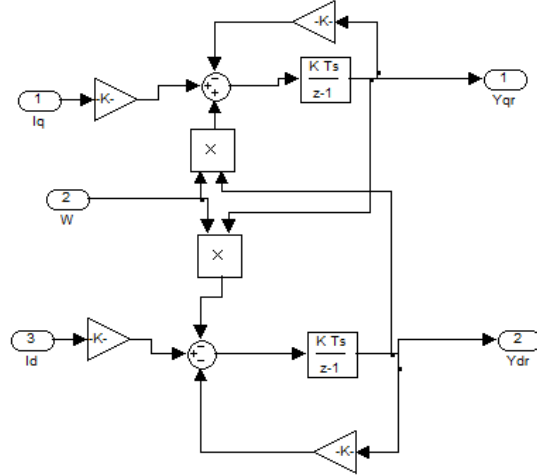 -K-
K Ts
z-1
1
Iq
-K-
1
Yqr
×
2
W
×
3
Id
-K-
K Ts
z-1
2
Ydr
-K-